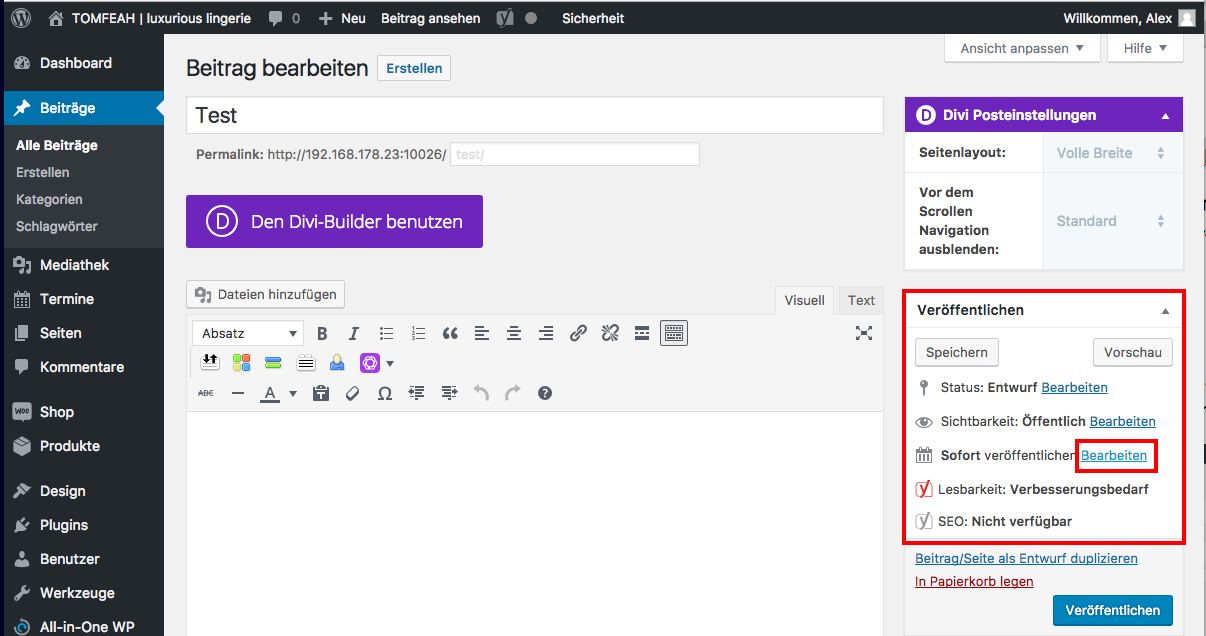 TOMFEAH | luxurious lingerie 0 Neu Beitrag ansehen Sicherheit Willkommen, Alex
Dashboard
Beiträge
Alle Beiträge
Erstellen
Kategorien
Schlagwörter
Mediathek
Termine
Seiten
Kommentare
Shop
Produkte
Design
Plugins
Benutzer
Werkzeuge
All-in-One WP
Ansicht anpassen Hilfe
Beitrag bearbeiten Erstellen
Test
Permalink: http://192.168.178.23:10026/ test/
D Den Divi-Builder benutzen
Dateien hinzufügen
Visuell Text
Absatz B I
ABC A Ω
D Divi Posteinstellungen
Seitenlayout: Volle Breite
Vor dem
Scrollen
Navigation
ausblenden:
Standard
Veröffentlichen
Speichern Vorschau
Status: Entwurf Bearbeiten
Sichtbarkeit: Öffentlich Bearbeiten
Sofort veröffentlichen Bearbeiten
Lesbarkeit: Verbesserungsbedarf
SEO: Nicht verfügbar
Beitrag/Seite als Entwurf duplizieren
In Papierkorb legen
Veröffentlichen